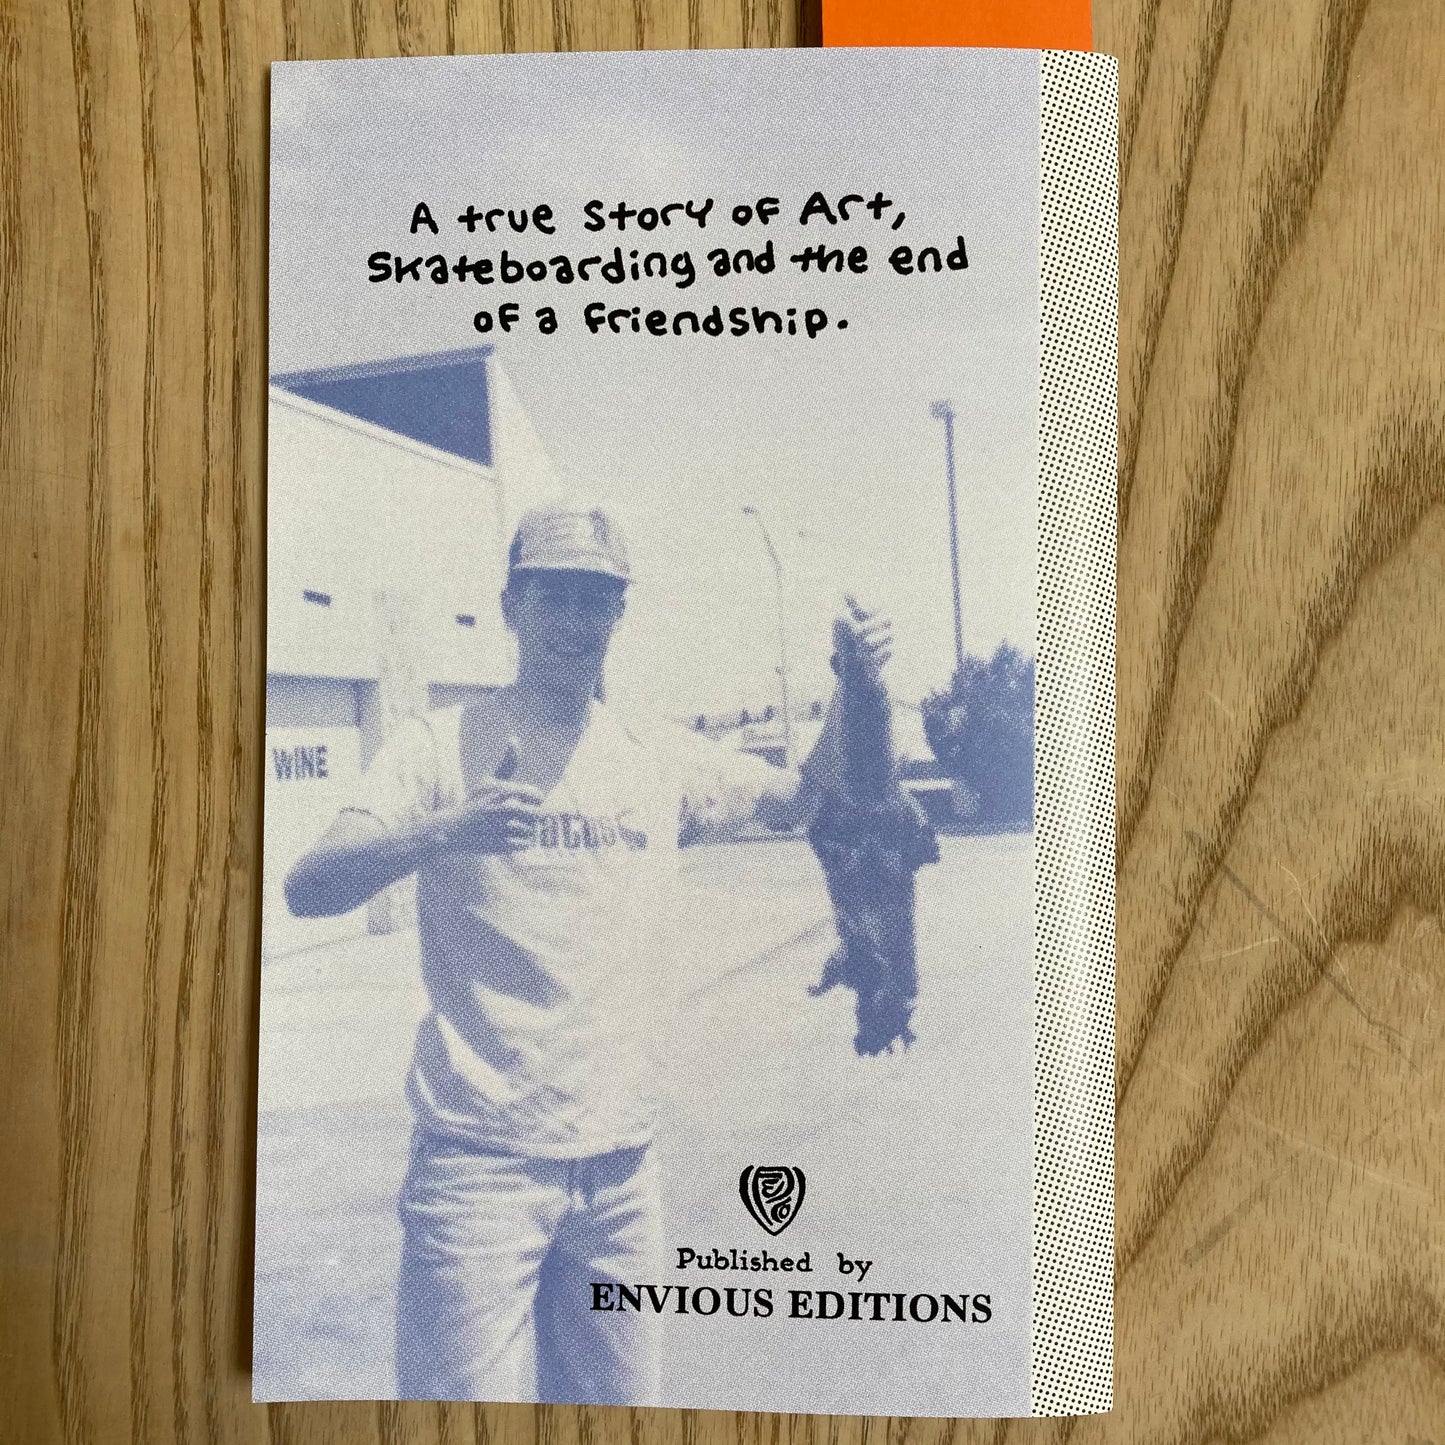 A true Story of Art,
Skateboarding and the end
of a friendship.
WINE
Published by
ENVIOUS EDITIONS